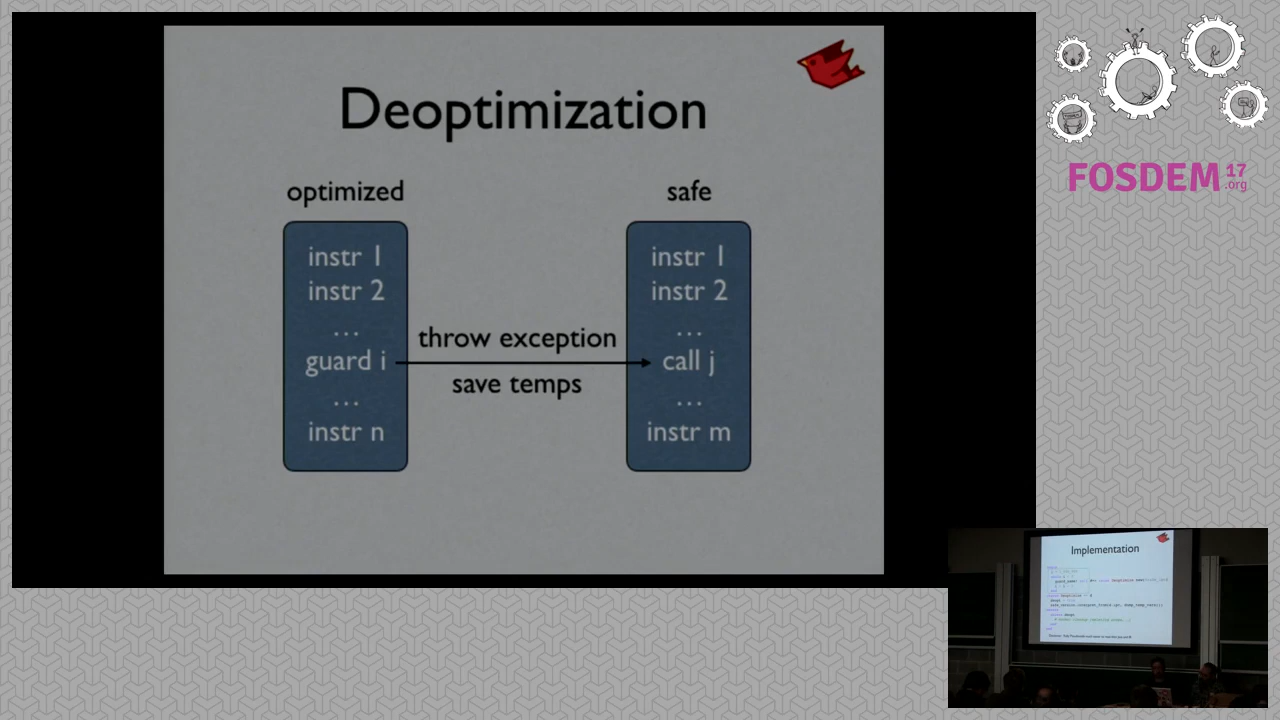 Deoptimization
optimized
safe
instr 1
instr 2
...
guard i
...
instr n
throw exception
save temps
instr 1
instr 2
...
call j
...
instr m
FOSDEM 17
.org
Implementation